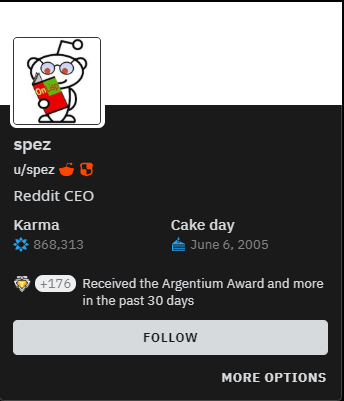 On
spez
u/spez
Reddit CEO
Karma Cake day
868,313 June 6, 2005
+176 Received the Argentium Award and more
in the past 30 days
FOLLOW
MORE OPTIONS